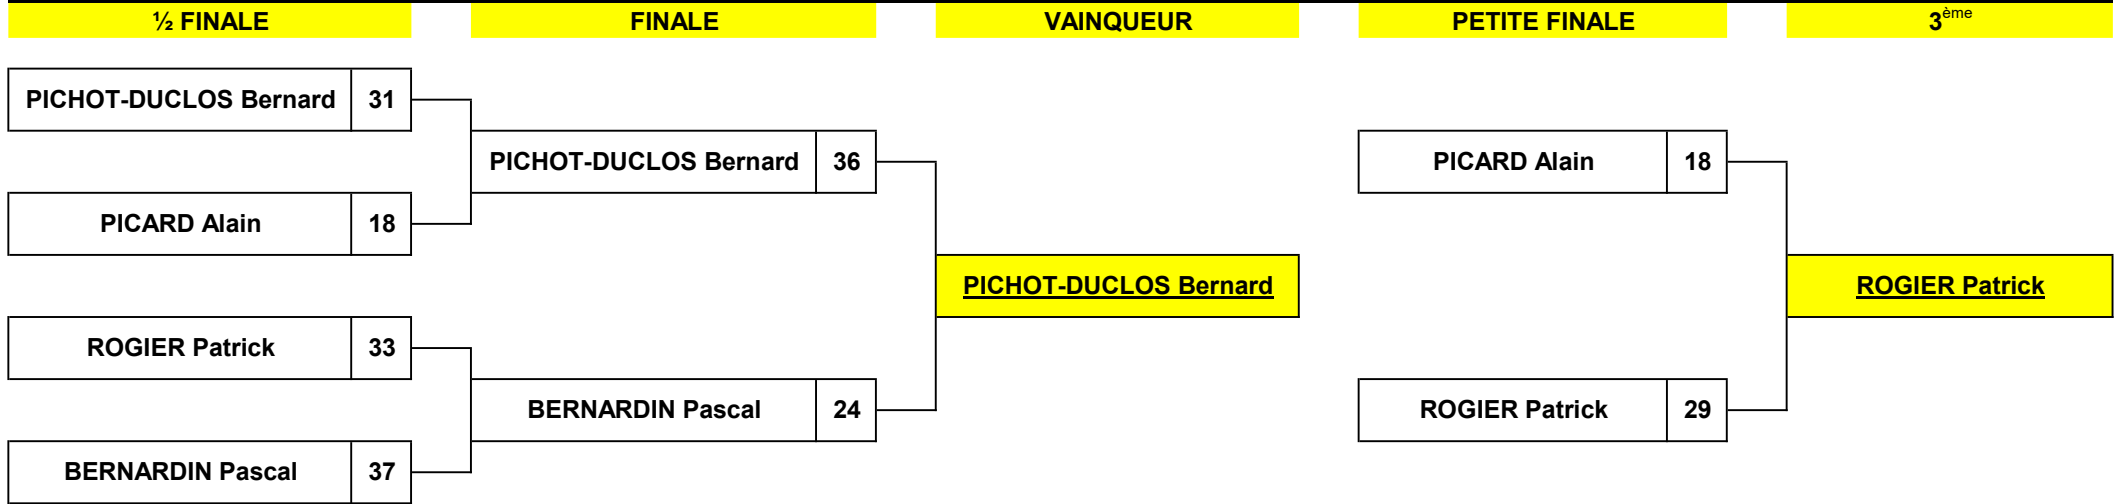 ½ FINALE FINALE VAINQUEUR PETITE FINALE 3ème
PICHOT-DUCLOS Bernard 31
PICHOT-DUCLOS Bernard 36 PICARD Alain 18
PICARD Alain 18
PICHOT-DUCLOS Bernard ROGIER Patrick
ROGIER Patrick 33
BERNARDIN Pascal 24 ROGIER Patrick 29
BERNARDIN Pascal 37